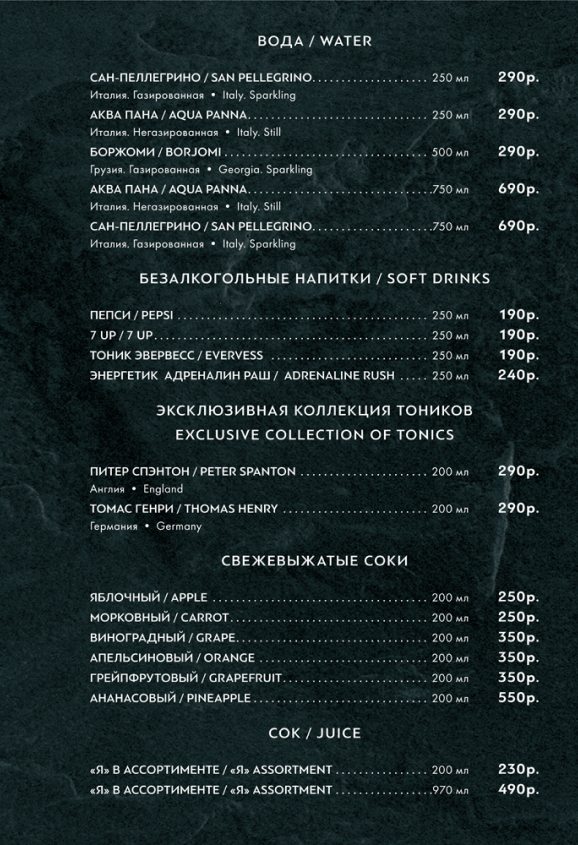 ВОДА / WATER
САН-ПЕЛЛЕГРИНО / SAN PELLEGRINO.................... 250 мл 290р.
Италия. Газированная • Italy. Sparkling
АКВА ПАНА / AQUA PANNA............................... 250 мл 290р.
Италия. Негазированная • Italy. Still
БОРЖОМИ / BORJOMI ................................... 500 мл 290р.
Грузия. Газированная • Georgia. Sparkling
АКВА ПАНА / AQUA PANNA...............................750 мл 690р.
Италия. Негазированная • Italy. Still
САН-ПЕЛЛЕГРИНО / SAN PELLEGRINO.....................750 мл 690р.
Италия. Газированная • Italy. Sparkling
БЕЗАЛКОГОЛЬНЫЕ НАПИТКИ / SOFT DRINKS
ПЕПСИ / PEPSI ........................................... 250 мл 190р.
7 UP / 7 UP............................................... 250 мл 190р.
ТОНИК ЭВЕРВЕСС / EVERVESS ........................... 250 мл 190р.
ЭНЕРГЕТИК АДРЕНАЛИН РАШ / ADRENALINE RUSH ..... 250 мл 240р.
ЭКСКЛЮЗИВНАЯ КОЛЛЕКЦИЯ ТОНИКОВ
EXCLUSIVE COLLECTION OF TONICS
ПИТЕР СПЭНТОН / PETER SPANTON ...................... 200 мл 290р.
Англия • England
ТОМАС ГЕНРИ / THOMAS HENRY ......................... 200 мл 290р.
Германия • Germany
СВЕЖЕВЫЖАТЫЕ СОКИ
ЯБЛОЧНЫЙ / APPLE ..................................... 200 мл 250р.
МОРКОВНЫЙ / CARROT.................................. 200 мл 250р.
ВИНОГРАДНЫЙ / GRAPE................................. 200 мл 350р.
АПЕЛЬСИНОВЫЙ / ORANGE ............................. 200 мл 350р.
ГРЕЙПФРУТОВЫЙ / GRAPEFRUIT......................... 200 мл 350р.
АНАНАСОВЫЙ / PINEAPPLE.............................. 200 мл 550р.
СОК / JUICE
«Я» В АССОРТИМЕНТЕ / «Я» ASSORTMENT ................ 200 мл 230р.
«Я» В АССОРТИМЕНТЕ / «Я» ASSORTMENT .................970 мл 490р.